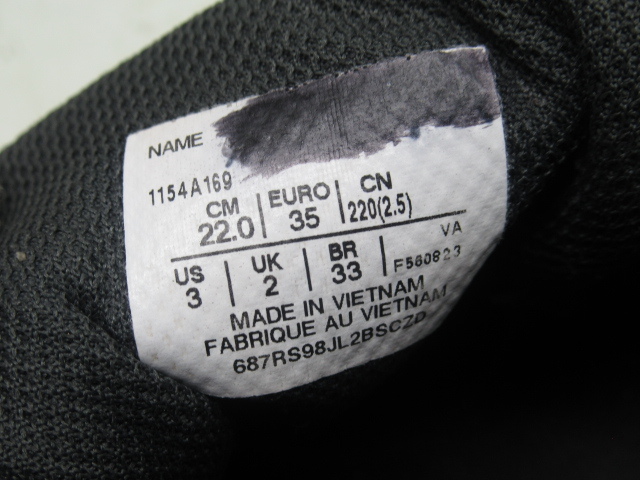 NAME
1154A169
CM EURO CN
22.0 35 220(2.5)
VA
US UK BR F560823
3 2 33
MADE IN VIETNAM
FABRIQUE AU VIETNAM
687RS98JL2BSCZD